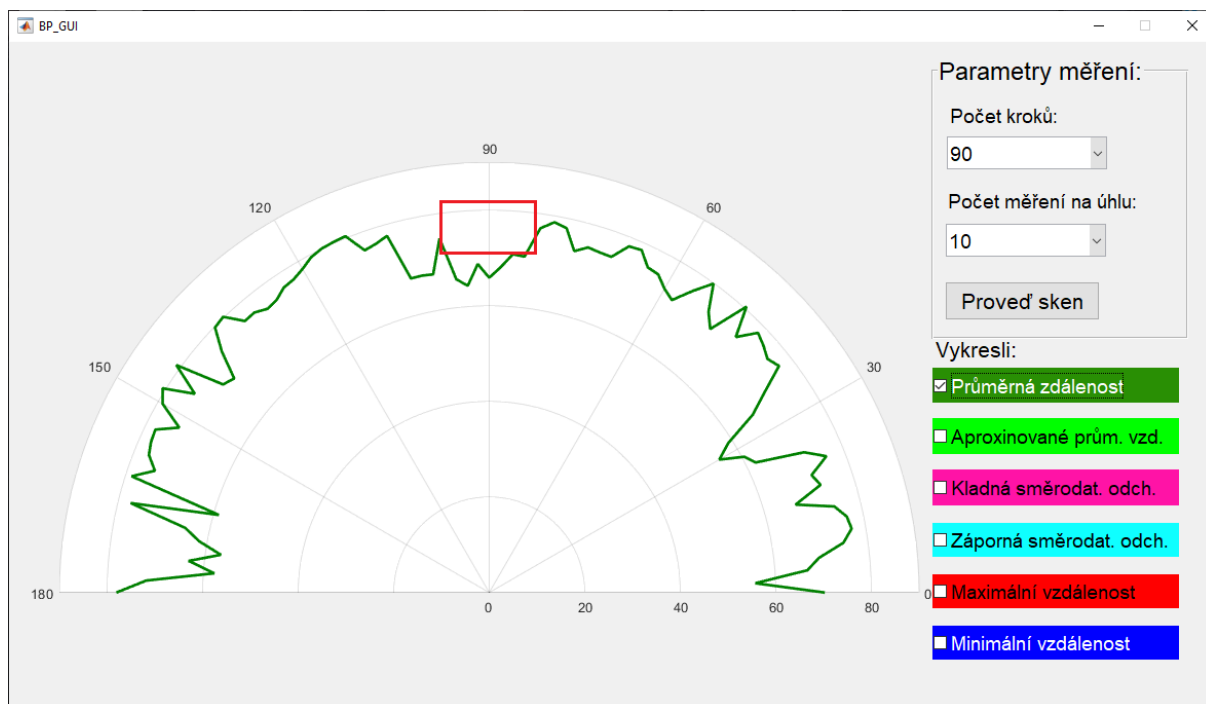 BP_GUI
Parametry měření:
Počet kroků:
90
Počet měření na úhlu:
10
Proveď sken
Vykresli:
Průměrná zdálenost
Aproxinované prům. vzd.
Kladná směrodat. odch.
Záporná směrodat. odch.
Maximální vzdálenost
Minimální vzdálenost
90
120
60
150
30
180
0
0
20
40
60
80